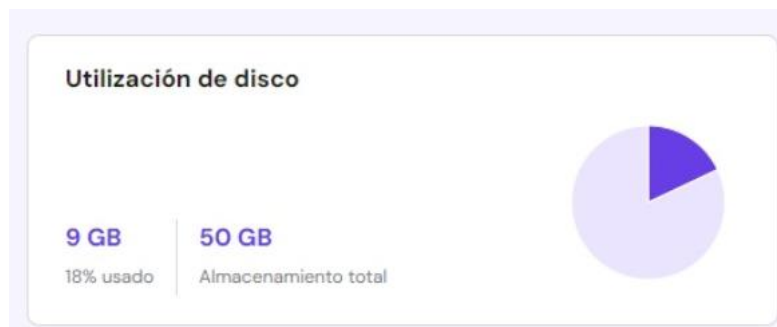 Utilización de disco
9 GB
18% usado
50 GB
Almacenamiento total